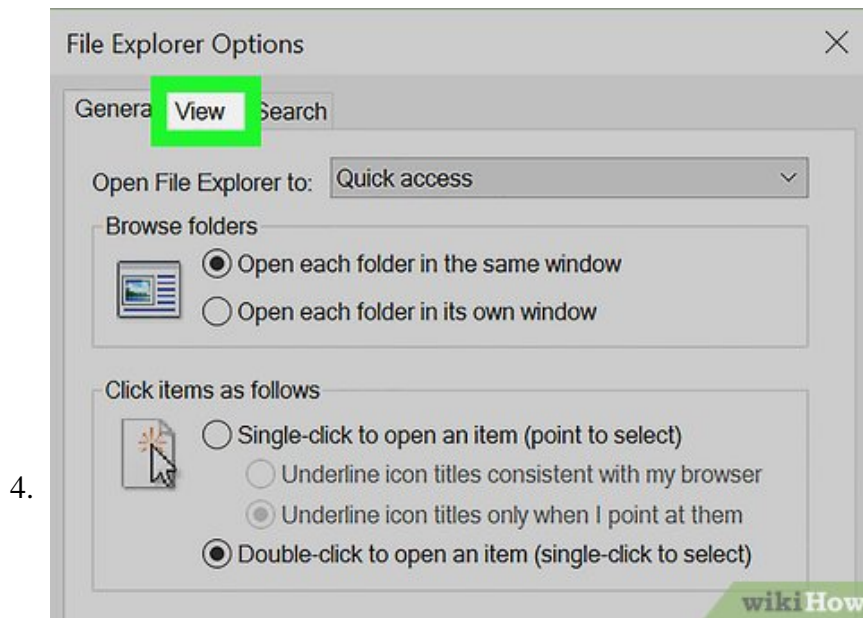 File Explorer Options
General View Search
Open File Explorer to: Quick access
Browse folders
Open each folder in the same window
Open each folder in its own window
Click items as follows
Single-click to open an item (point to select)
Underline icon titles consistent with my browser
4.
Underline icon titles only when I point at them
Double-click to open an item (single-click to select)
wikiHow